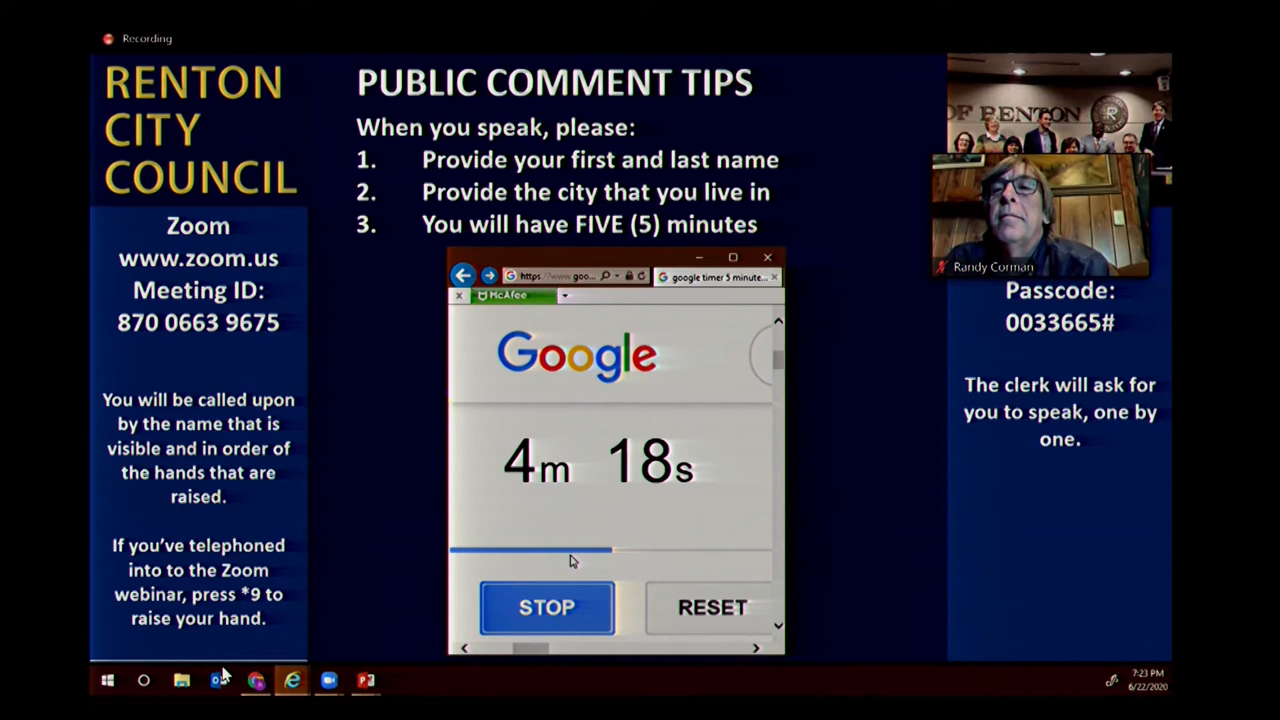 Recording
RENTON
CITY
COUNCIL
Zoom
www.zoom.us
Meeting ID:
870 0663 9675
You will be called upon
by the name that is
visible and in order of
the hands that are
raised.
If you've telephoned
into to the Zoom
webinar, press *9 to
raise your hand.
PUBLIC COMMENT TIPS
When you speak, please:
1. Provide your first and last name
2. Provide the city that you live in
3. You will have FIVE (5) minutes
https://www.goo...
google timer 5 minute...
McAfee
Google
4m 18s
STOP
RESET
OF RENTON
Randy Corman
Passcode:
0033665#
The clerk will ask for
you to speak, one by
one.
7:23 PM
6/22/2020